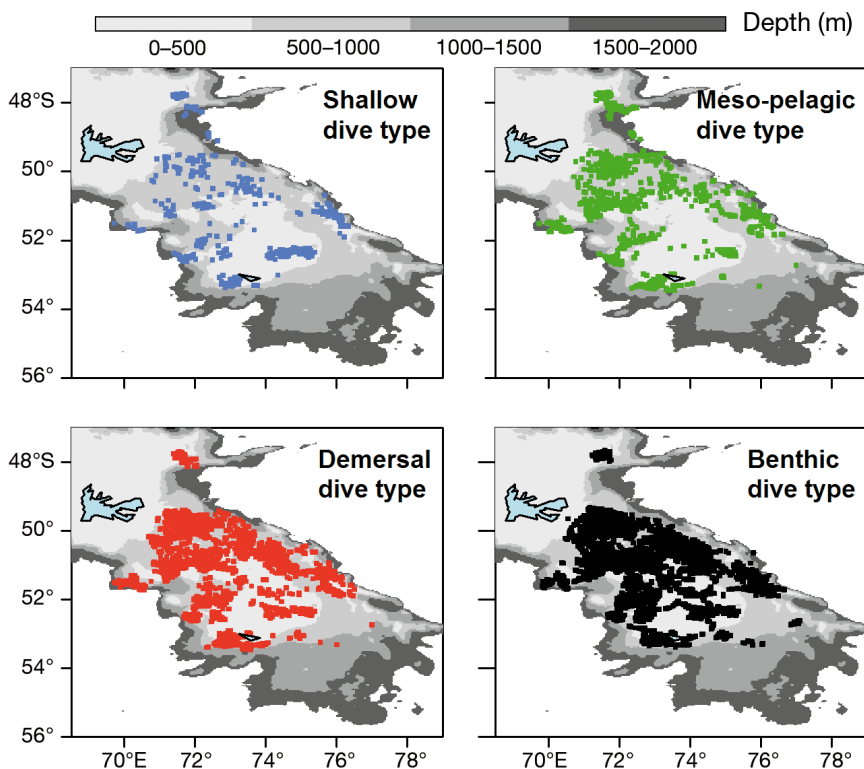 Depth (m)
0–500 500–1000 1000–1500 1500–2000
Shallow
dive type
Meso-pelagic
dive type
48°S
50°
52°
54°
56°
Demersal
dive type
Benthic
dive type
48°S
50°
52°
54°
56°
70°E 72° 74° 76° 78°
70°E 72° 74° 76° 78°